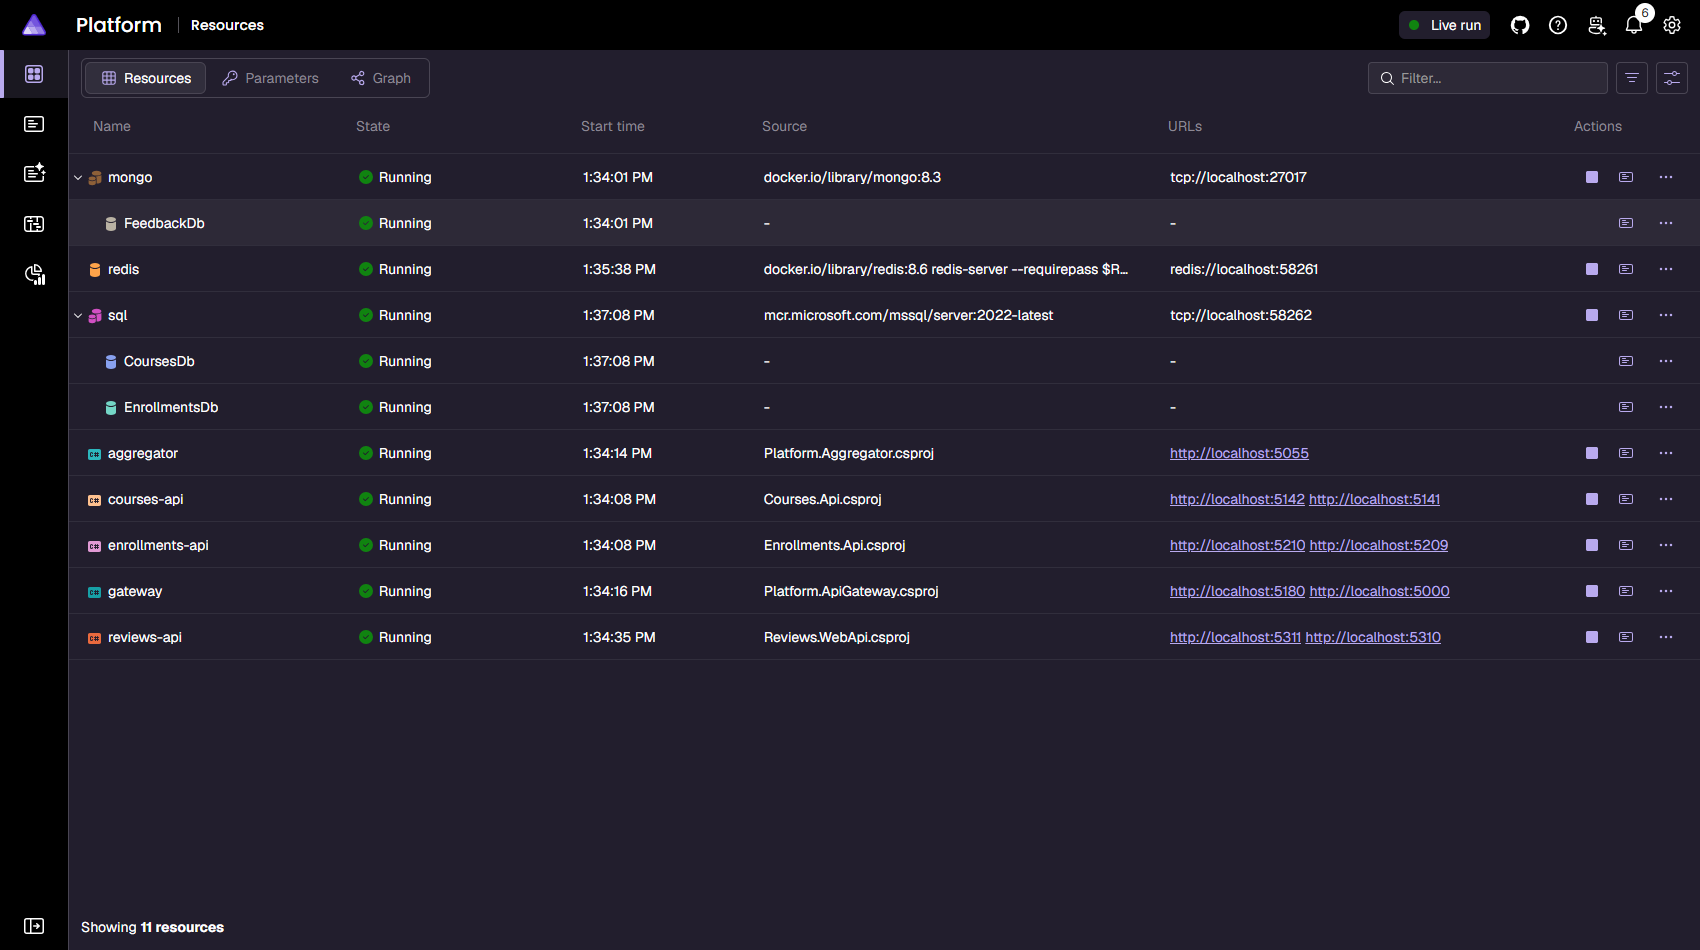 Platform Resources Live run 6
Resources Parameters Graph Filter...
Name State Start time Source URLs Actions
mongo Running 1:34:01 PM docker.io/library/mongo:8.3 tcp://localhost:27017
FeedbackDb Running 1:34:01 PM - -
redis Running 1:35:38 PM docker.io/library/redis:8.6 redis-server --requirepass $R... redis://localhost:58261
sql Running 1:37:08 PM mcr.microsoft.com/mssql/server:2022-latest tcp://localhost:58262
CoursesDb Running 1:37:08 PM - -
EnrollmentsDb Running 1:37:08 PM - -
C# aggregator Running 1:34:14 PM Platform.Aggregator.csproj http://localhost:5055
C# courses-api Running 1:34:08 PM Courses.Api.csproj http://localhost:5142 http://localhost:5141
C# enrollments-api Running 1:34:08 PM Enrollments.Api.csproj http://localhost:5210 http://localhost:5209
C# gateway Running 1:34:16 PM Platform.ApiGateway.csproj http://localhost:5180 http://localhost:5000
C# reviews-api Running 1:34:35 PM Reviews.WebApi.csproj http://localhost:5311 http://localhost:5310
Showing 11 resources